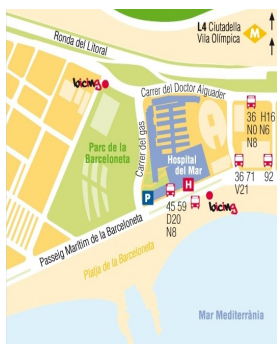 L4 Ciutadella
Vila Olímpica
M
Ronda del Litoral
bicing
Carrer del Doctor Aiguader
36 H16
N0 N6
N8
Parc de la
Barceloneta
Carrer del gas
Hospital
del Mar
36 71
V21
92
P
H
45 59
D20
N8
bicing
Passeig Marítim de la Barceloneta
Platja de la Barceloneta
Mar Mediterrània